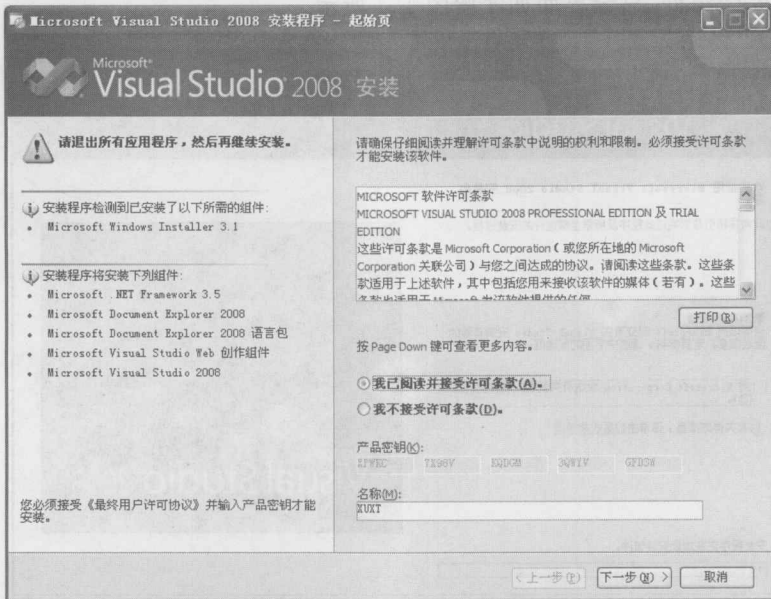 Microsoft Visual Studio 2008 安装程序 - 起始页
Microsoft®
Visual Studio 2008 安装
请退出所有应用程序，然后再继续安装。
安装程序检测到已安装了以下所需的组件:
• Microsoft Windows Installer 3.1
安装程序将安装下列组件:
• Microsoft .NET Framework 3.5
• Microsoft Document Explorer 2008
• Microsoft Document Explorer 2008 语言包
• Microsoft Visual Studio Web 创作组件
• Microsoft Visual Studio 2008
您必须接受《最终用户许可协议》并输入产品密钥才能
安装。
请确保仔细阅读并理解许可条款中说明的权利和限制。必须接受许可条款
才能安装该软件。
MICROSOFT 软件许可条款
MICROSOFT VISUAL STUDIO 2008 PROFESSIONAL EDITION 及 TRIAL
EDITION
这些许可条款是 Microsoft Corporation（或您所在地的 Microsoft
Corporation 关联公司）与您之间达成的协议。请阅读这些条款。这些条
款适用于上述软件，其中包括您用来接收该软件的媒体（若有）。这些
打印(R)
按 Page Down 键可查看更多内容。
我已阅读并接受许可条款(A)。
我不接受许可条款(D)。
产品密钥(K):
名称(M):
XUXT
< 上一步(P)
下一步(N) >
取消